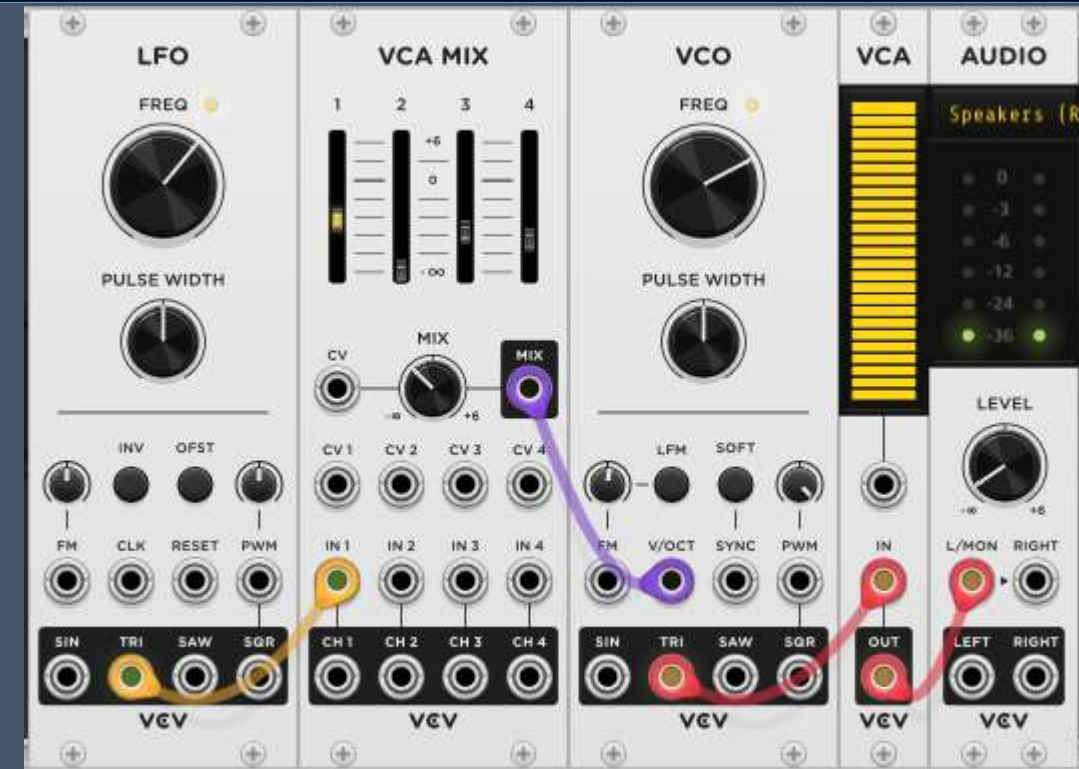 LFO
FREQ
PULSE WIDTH
INV OFST
FM CLK RESET PWM
SIN TRI SAW SQR
VCV
VCA MIX
1 2 3 4
+6
0
-∞
MIX
CV MIX
-∞ +6
CV 1 CV 2 CV 3 CV 4
IN 1 IN 2 IN 3 IN 4
CH 1 CH 2 CH 3 CH 4
VCV
VCO
FREQ
PULSE WIDTH
LFM SOFT
FM V/OCT SYNC PWM
SIN TRI SAW SQR
VCV
VCA
IN
OUT
VCV
AUDIO
Speakers (R
0
-3
-6
-12
-24
-36
LEVEL
-∞ +6
L/MON RIGHT
LEFT RIGHT
VCV